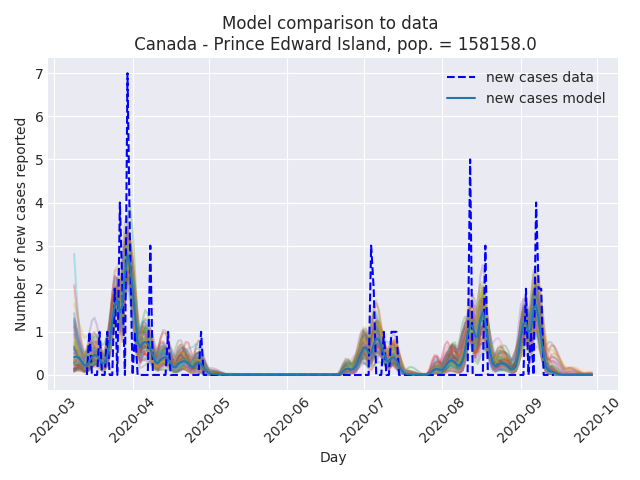 Model comparison to data
Canada - Prince Edward Island, pop. = 158158.0
new cases data
new cases model
Number of new cases reported
7
6
5
4
3
2
1
0
2020-03
2020-04
2020-05
2020-06
2020-07
2020-08
2020-09
2020-10
Day